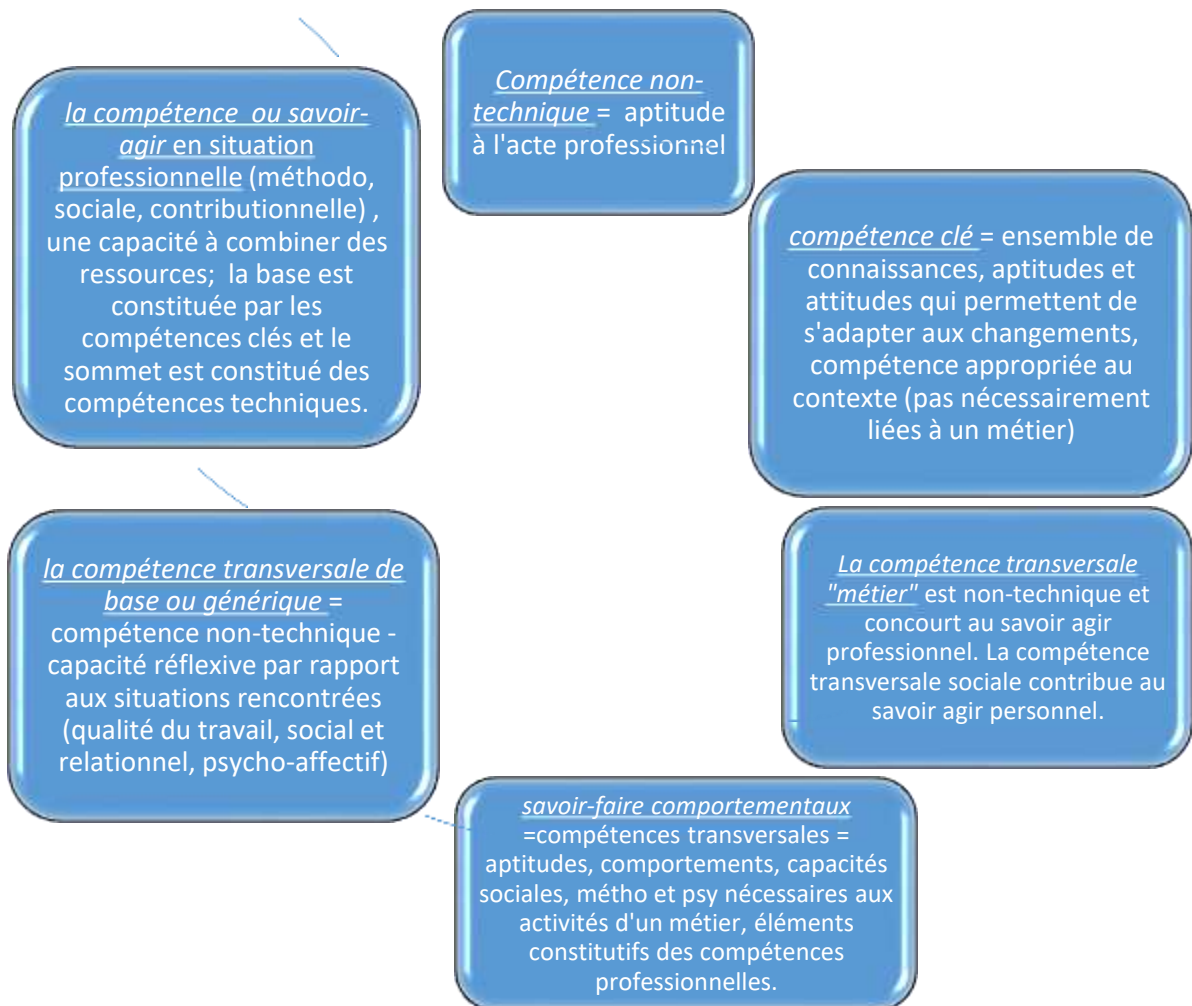 Compétence non-
technique = aptitude
à l'acte professionnel
la compétence ou savoir-
agir en situation
professionnelle (méthodo,
sociale, contributionnelle) ,
une capacité à combiner des
ressources; la base est
constituée par les
compétences clés et le
sommet est constitué des
compétences techniques.
compétence clé = ensemble de
connaissances, aptitudes et
attitudes qui permettent de
s'adapter aux changements,
compétence appropriée au
contexte (pas nécessairement
liées à un métier)
la compétence transversale de
base ou générique =
compétence non-technique -
capacité réflexive par rapport
aux situations rencontrées
(qualité du travail, social et
relationnel, psycho-affectif)
La compétence transversale
"métier" est non-technique et
concourt au savoir agir
professionnel. La compétence
transversale sociale contribue au
savoir agir personnel.
savoir-faire comportementaux
=compétences transversales =
aptitudes, comportements, capacités
sociales, métho et psy nécessaires aux
activités d'un métier, éléments
constitutifs des compétences
professionnelles.